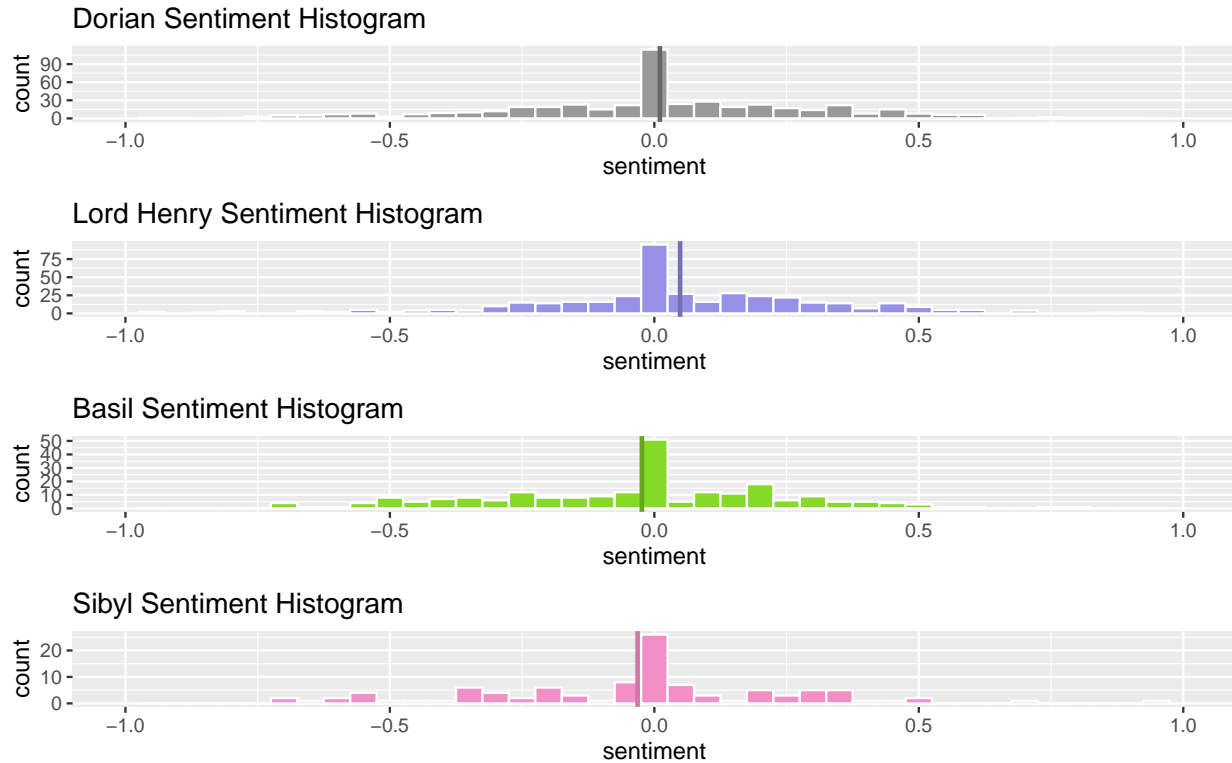 Dorian Sentiment Histogram
count
90
60
30
0
−1.0 −0.5 0.0 0.5 1.0
sentiment
Lord Henry Sentiment Histogram
count
75
50
25
0
−1.0 −0.5 0.0 0.5 1.0
sentiment
Basil Sentiment Histogram
count
50
40
30
20
10
0
−1.0 −0.5 0.0 0.5 1.0
sentiment
Sibyl Sentiment Histogram
count
20
10
0
−1.0 −0.5 0.0 0.5 1.0
sentiment